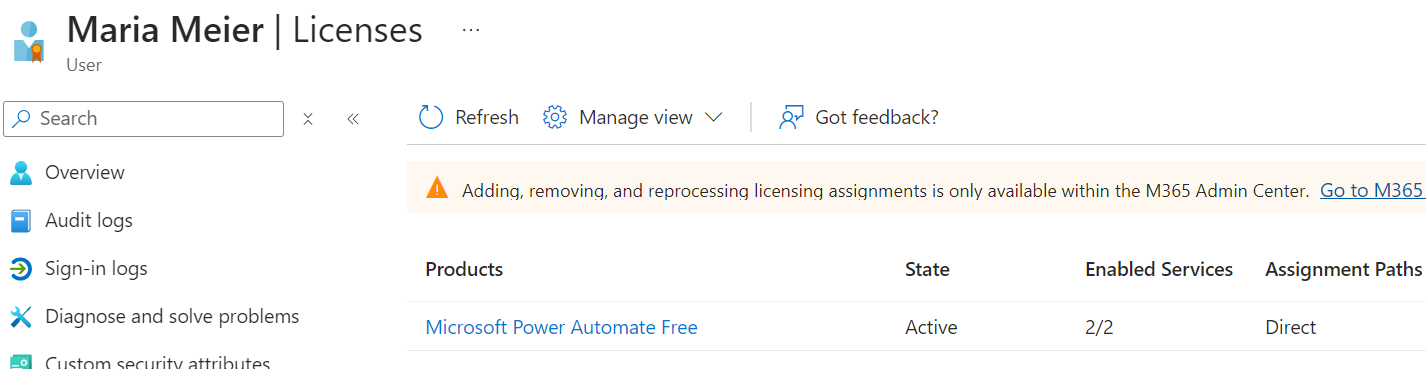 Maria Meier | Licenses ...
User
Search
Refresh Manage view Got feedback?
Overview
Audit logs
Sign-in logs
Diagnose and solve problems
Custom security attributes
Adding, removing, and reprocessing licensing assignments is only available within the M365 Admin Center. Go to M365
Products State Enabled Services Assignment Paths
Microsoft Power Automate Free Active 2/2 Direct